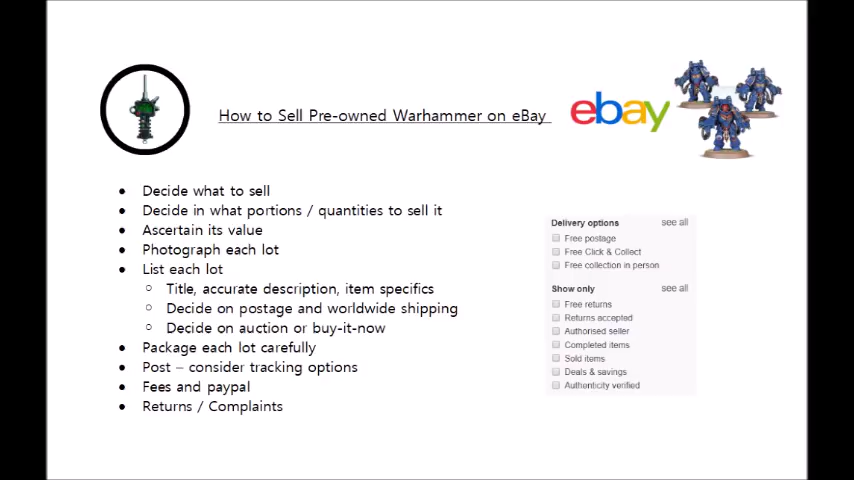 How to Sell Pre-owned Warhammer on eBay
ebay
• Decide what to sell
• Decide in what portions / quantities to sell it
• Ascertain its value
• Photograph each lot
• List each lot
○ Title, accurate description, item specifics
○ Decide on postage and worldwide shipping
○ Decide on auction or buy-it-now
• Package each lot carefully
• Post – consider tracking options
• Fees and paypal
• Returns / Complaints
Delivery options see all
Free postage
Free Click & Collect
Free collection in person
Show only see all
Free returns
Returns accepted
Authorised seller
Completed items
Sold items
Deals & savings
Authenticity verified